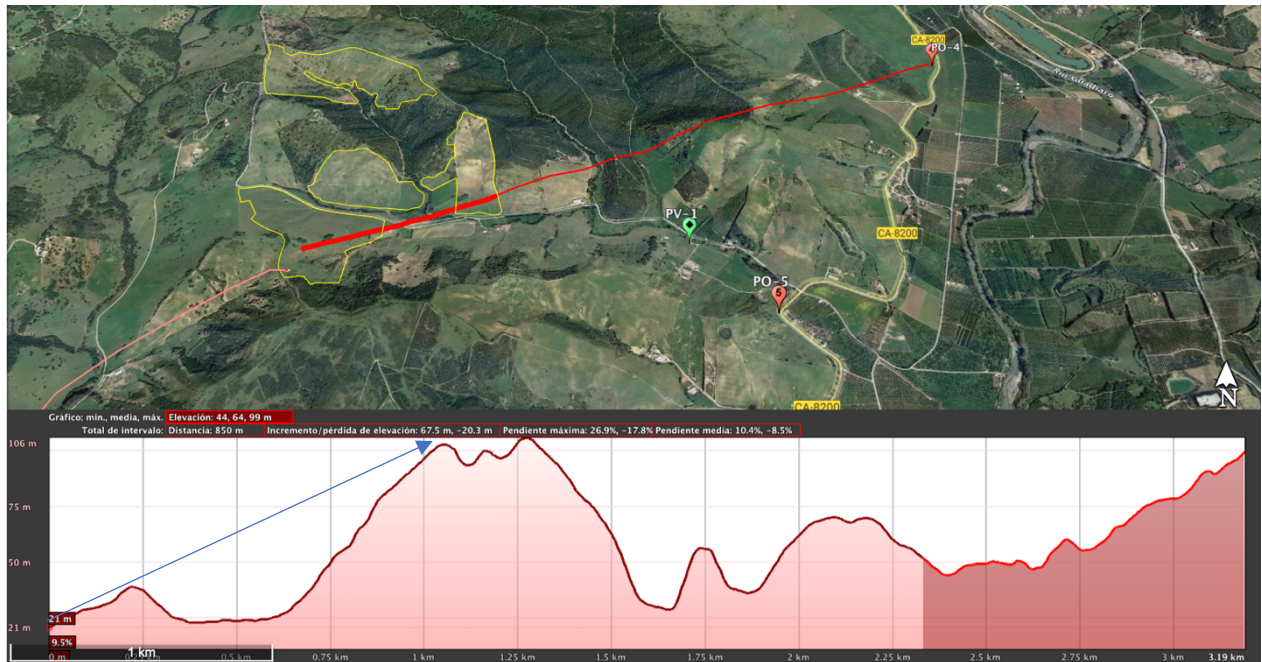 CA-8200
PO-4
Río Guadiaro
PV-1
CA-8200
PO-5
5
CA-8200
N
Gráfico: min., media, máx. Elevación: 44, 64, 99 m
Total de intervalo: Distancia: 850 m Incremento/pérdida de elevación: 67.5 m, -20.3 m Pendiente máxima: 26.9%, -17.8% Pendiente media: 10.4%, -8.5%
106 m
75 m
50 m
21 m
21 m
9.5%
1 km
0 m 0.25 km 0.5 km 0.75 km 1 km 1.25 km 1.5 km 1.75 km 2 km 2.25 km 2.5 km 2.75 km 3 km 3.19 km